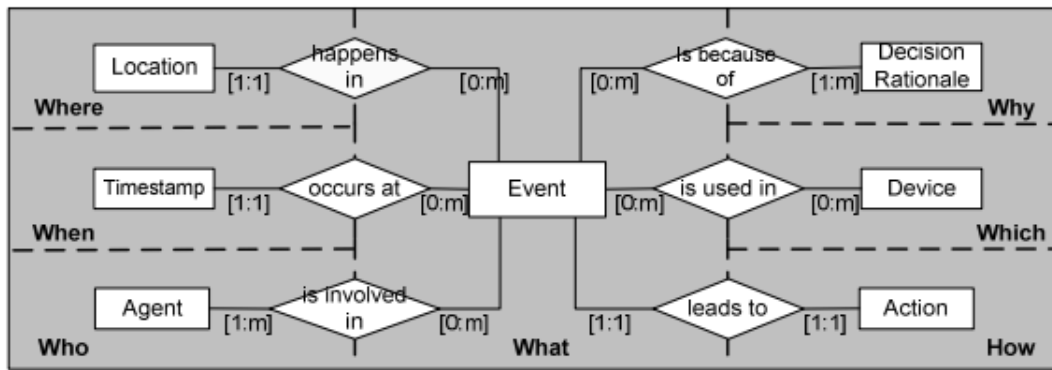 Location
[1:1]
happens
in
[0:m]
Where
[0:m]
Is because
of
[1:m]
Decision
Rationale
Why
Timestamp
[1:1]
occurs at
[0:m]
When
Event
[0:m]
is used in
[0:m]
Device
Which
Agent
[1:m]
is involved
in
[0:m]
Who
What
[1:1]
leads to
[1:1]
Action
How